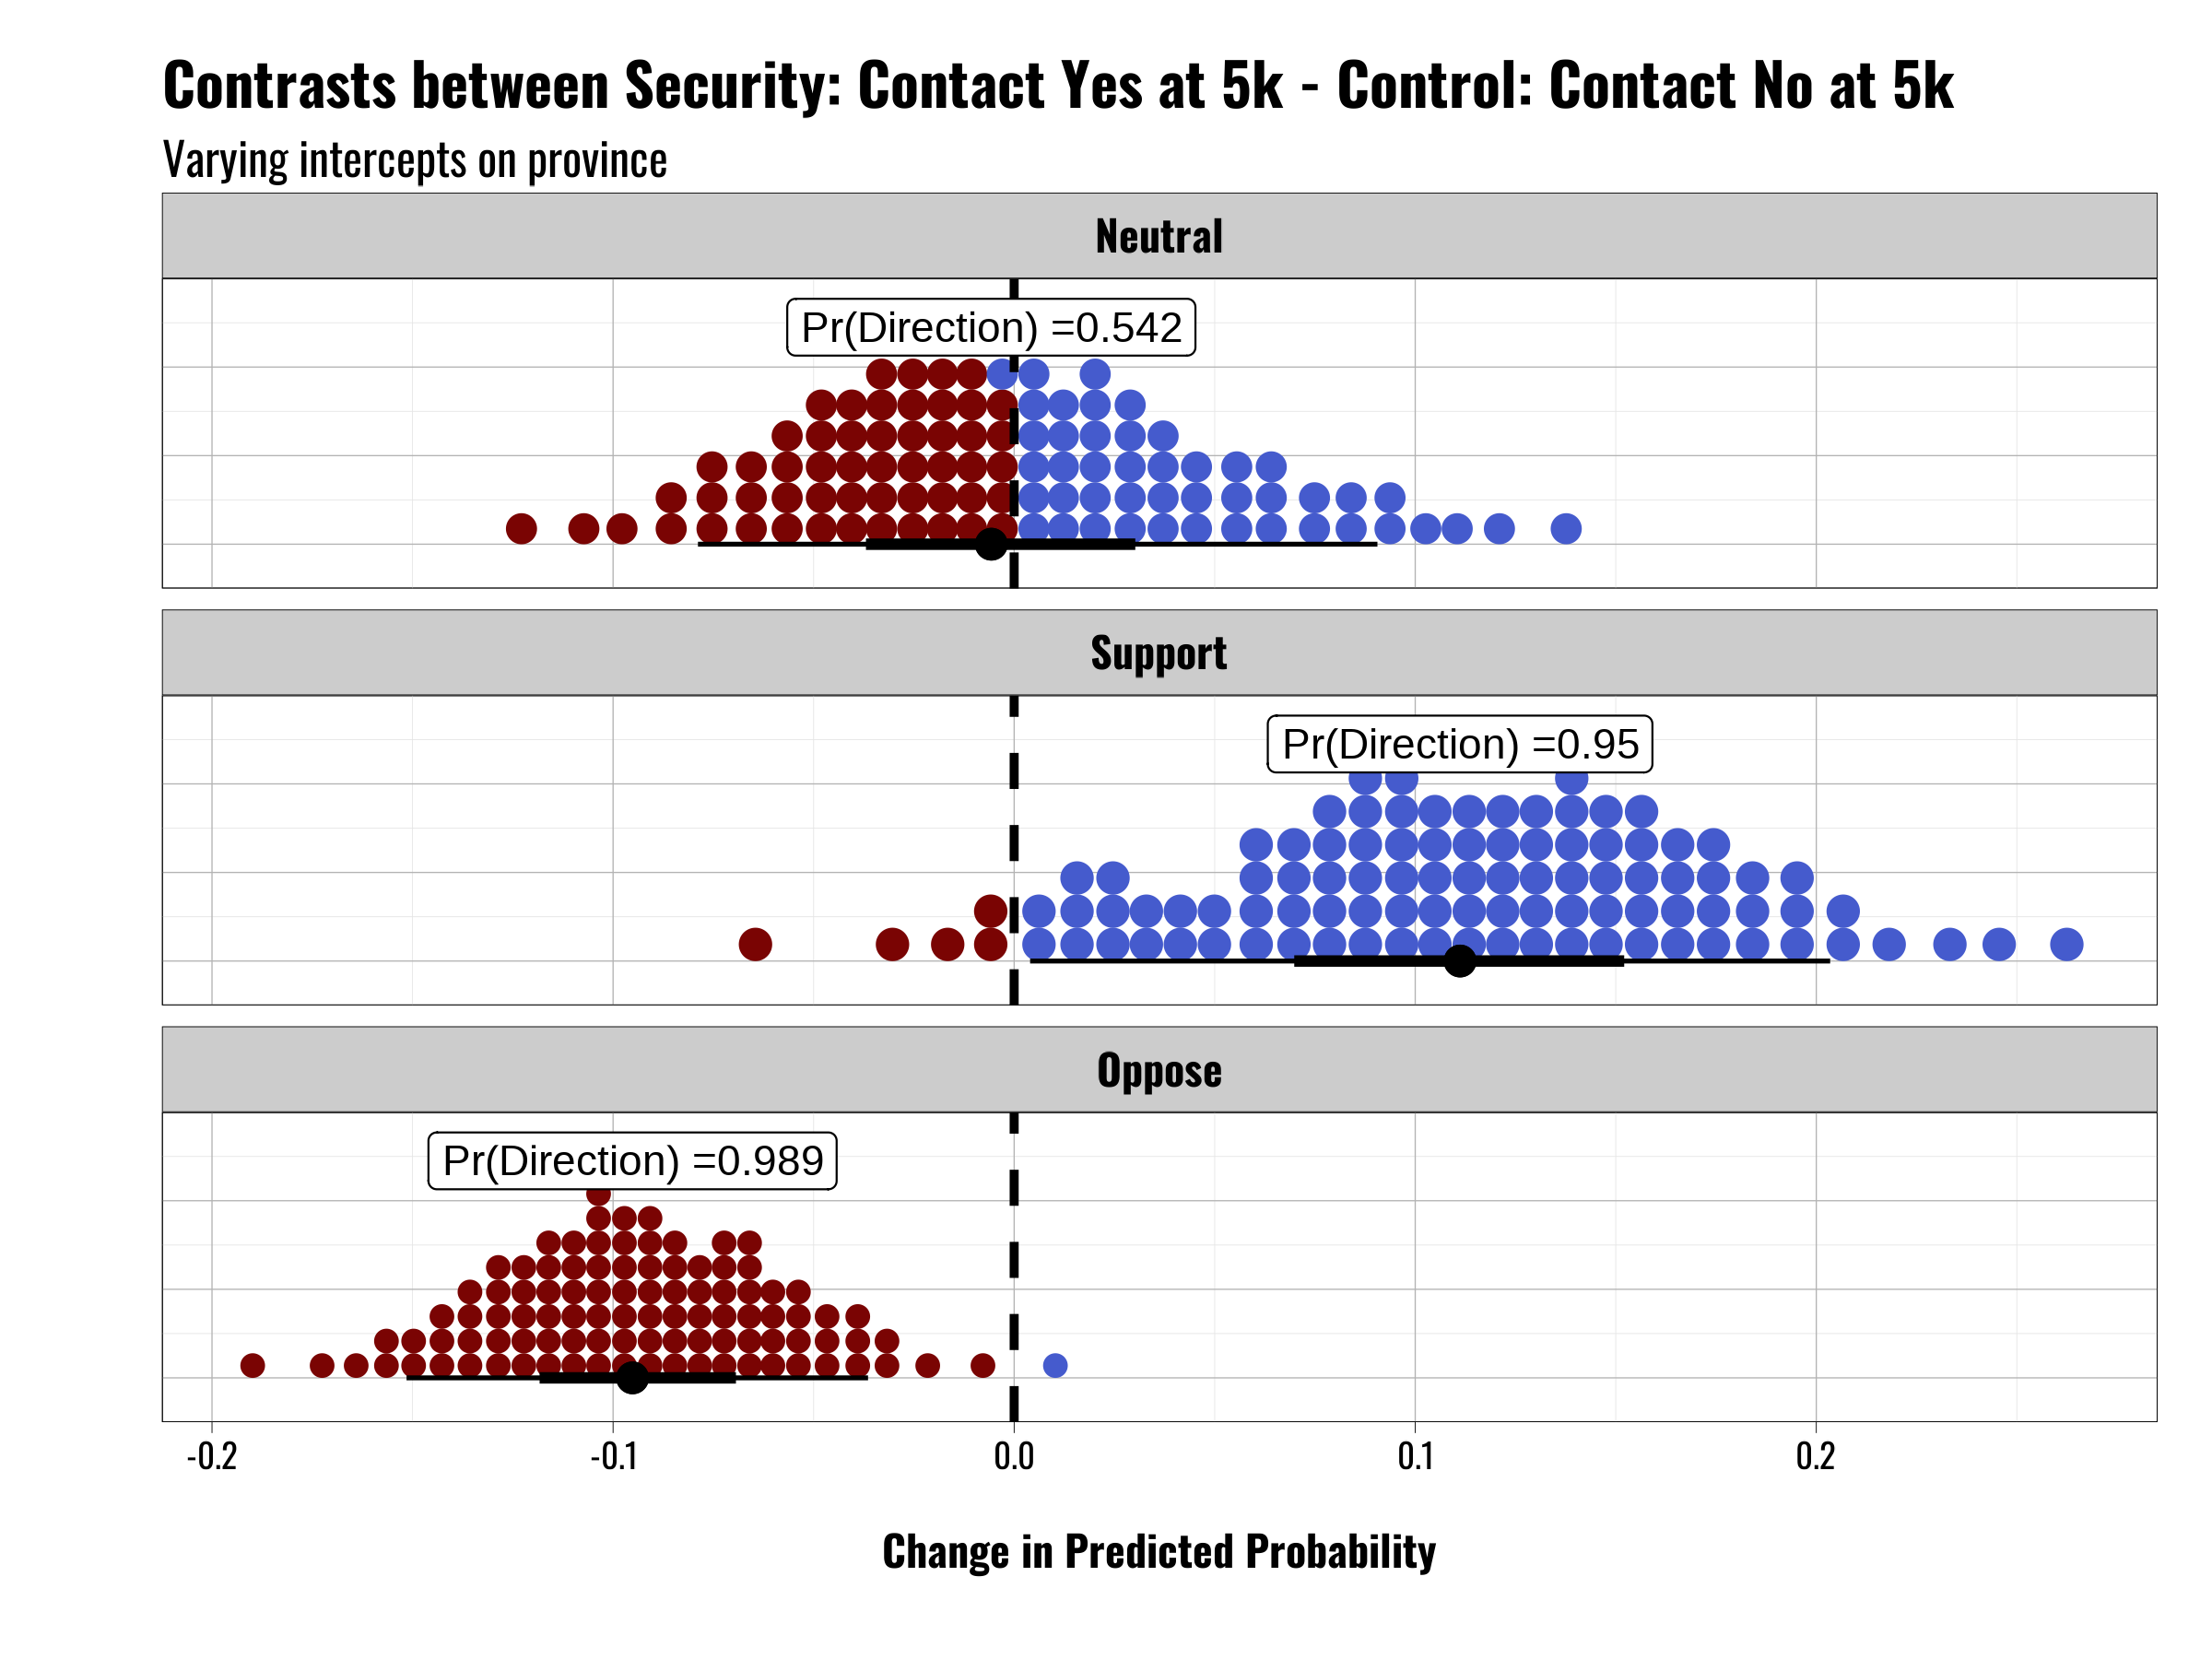 Contrasts between Security: Contact Yes at 5k - Control: Contact No at 5k
Varying intercepts on province
Neutral
Pr(Direction) =0.542
Support
Pr(Direction) =0.95
Oppose
Pr(Direction) =0.989
-0.2 -0.1 0.0 0.1 0.2
Change in Predicted Probability